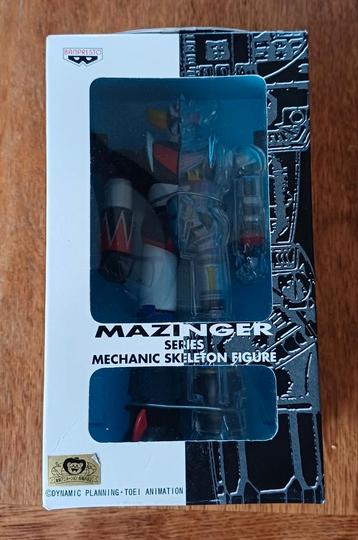 BANPRESTO
MAZINGER
SERIES
MECHANIC SKELETON FIGURE
©DYNAMIC PLANNING・TOEI ANIMATION